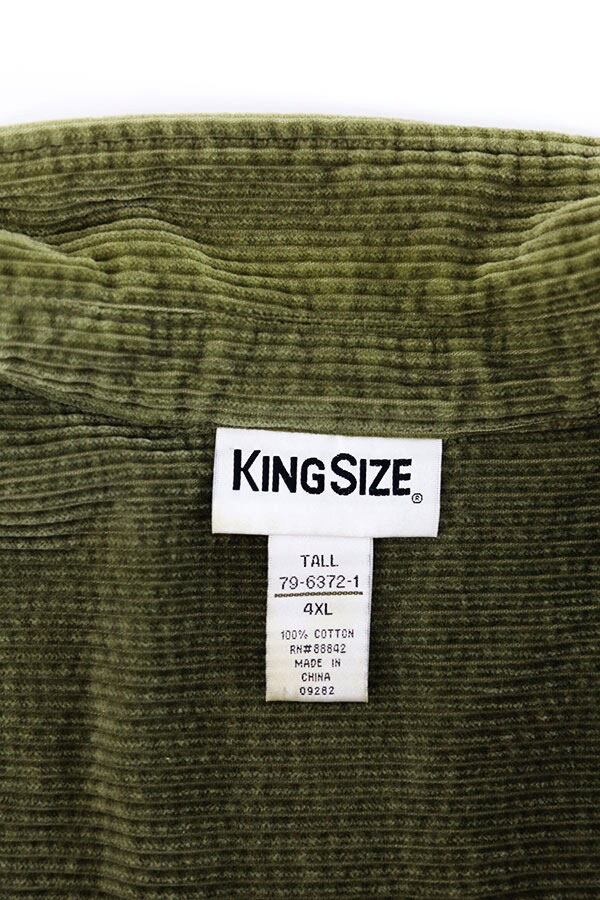 KINGSIZE®
TALL
79-6372-1
4XL
100% COTTON
RN#88842
MADE IN
CHINA
09282